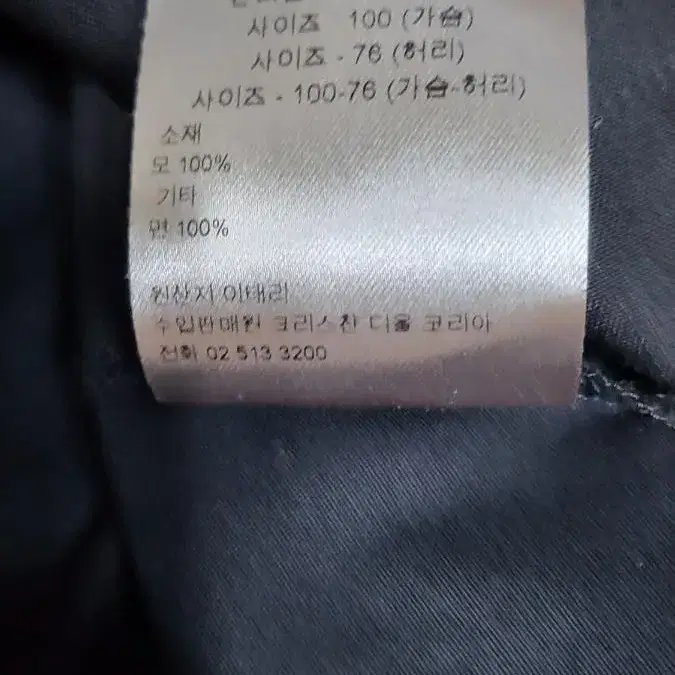 사이즈 100 (가슴)
사이즈 - 76 (허리)
사이즈 - 100-76 (가슴-허리)
소재
모 100%
기타
면 100%
원산지 이태리
수입판매원 크리스챤 디올 코리아
전화 02 513 3200